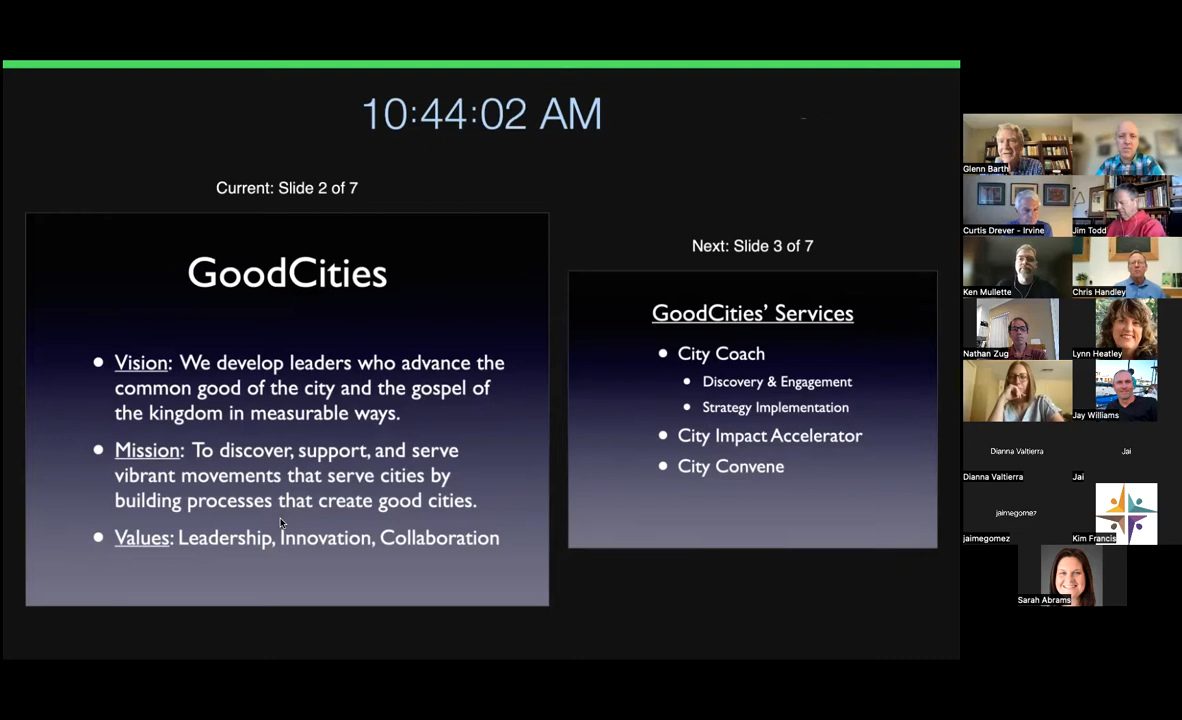 10:44:02 AM
Current: Slide 2 of 7
GoodCities
Vision: We develop leaders who advance the
common good of the city and the gospel of
the kingdom in measurable ways.
Mission: To discover, support, and serve
vibrant movements that serve cities by
building processes that create good cities.
Values: Leadership, Innovation, Collaboration
Next: Slide 3 of 7
GoodCities' Services
City Coach
Discovery & Engagement
Strategy Implementation
City Impact Accelerator
City Convene
Glenn Barth
Curtis Drever - Irvine
Jim Todd
Ken Mullette
Chris Handley
Nathan Zug
Lynn Heatley
Jay Williams
Dianna Valtierra
Jai
Dianna Valtierra
Jai
jaimegomez
jaimegomez
Kim Francis
Sarah Abrams